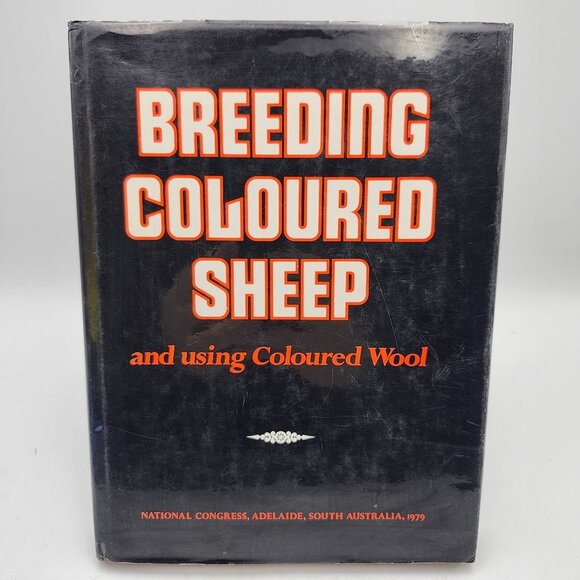 BREEDING
COLOURED
SHEEP
and using Coloured Wool
NATIONAL CONGRESS, ADELAIDE, SOUTH AUSTRALIA, 1979